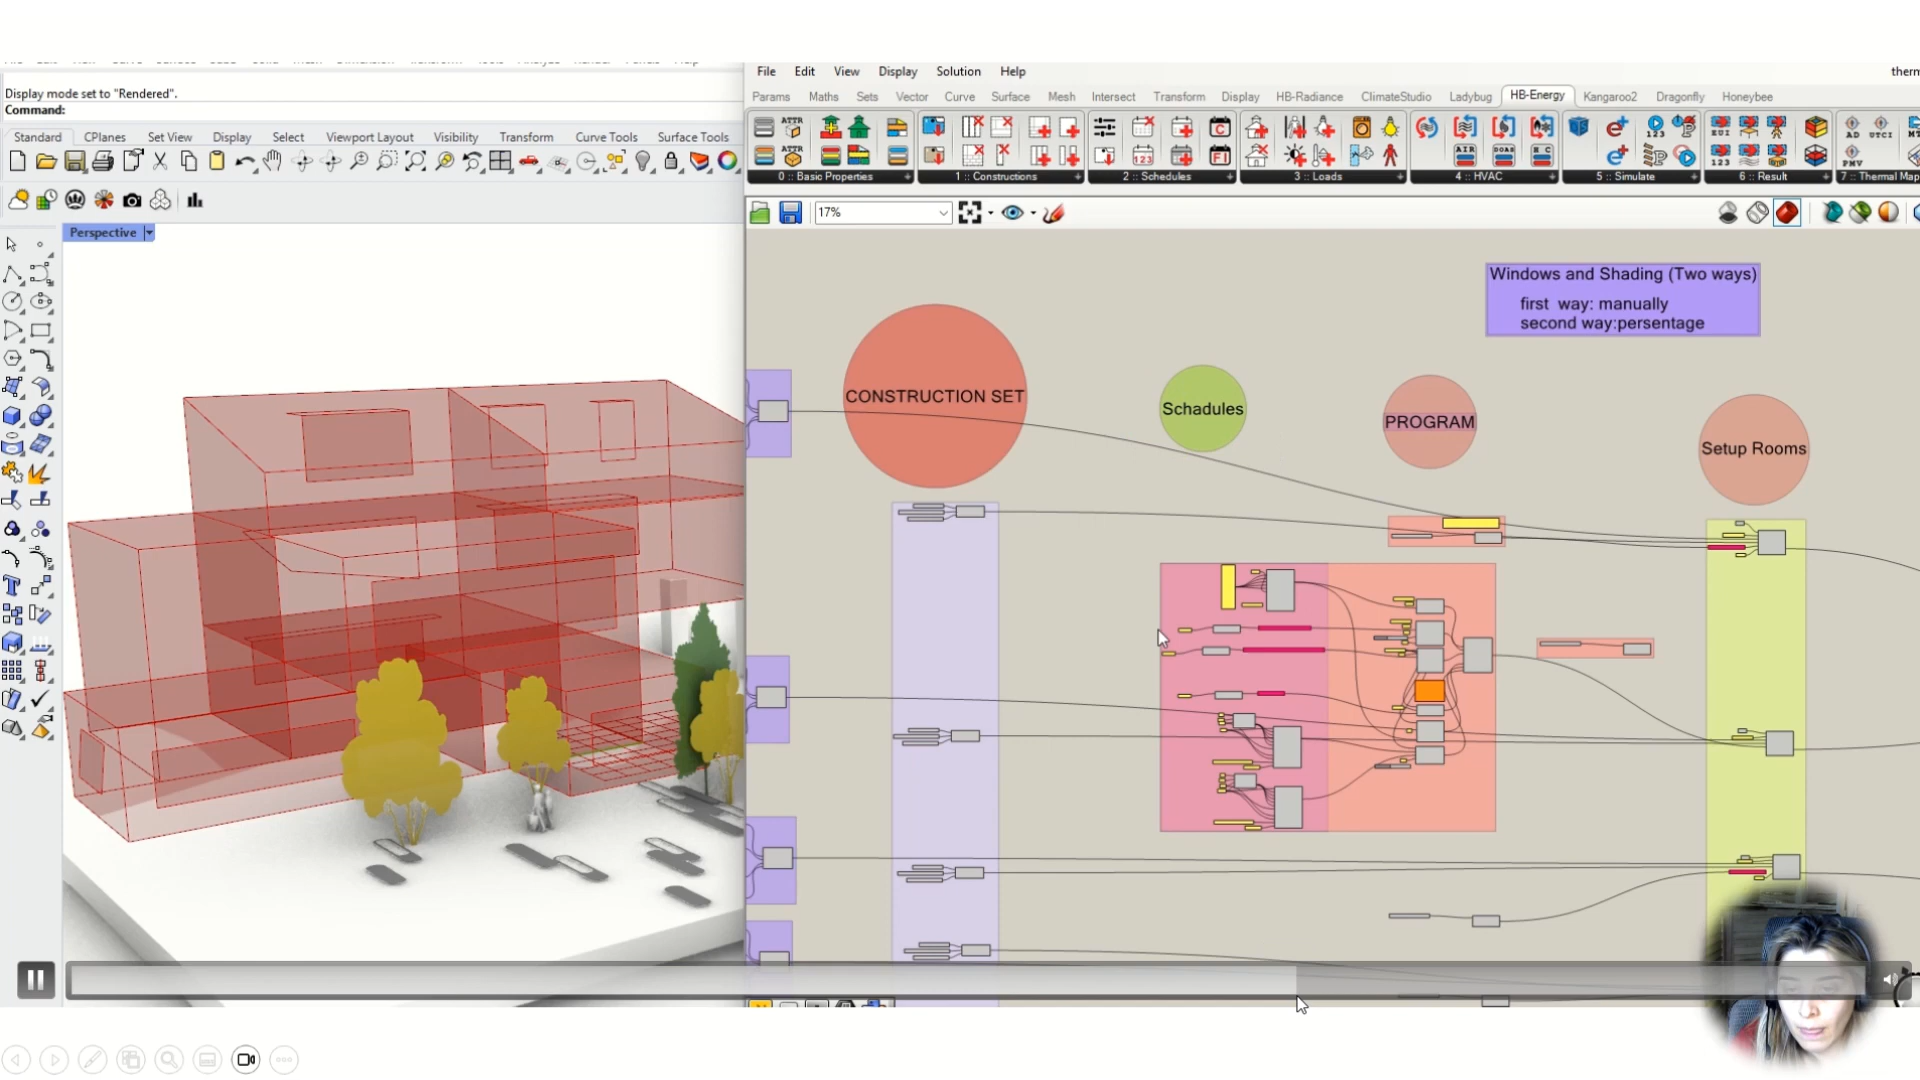 Display mode set to "Rendered".
Command:
Standard CPlanes Set View Display Select Viewport Layout Visibility Transform Curve Tools Surface Tools
Perspective
File Edit View Display Solution Help
therm
Params Maths Sets Vector Curve Surface Mesh Intersect Transform Display HB-Radiance ClimateStudio Ladybug HB-Energy Kangaroo2 Dragonfly Honeybee
0 :: Basic Properties 1 :: Constructions 2 :: Schedules 3 :: Loads 4 :: HVAC 5 :: Simulate 6 :: Result 7 :: Thermal Map
17%
Windows and Shading (Two ways)
first way: manually
second way:persentage
CONSTRUCTION SET
Schadules
PROGRAM
Setup Rooms